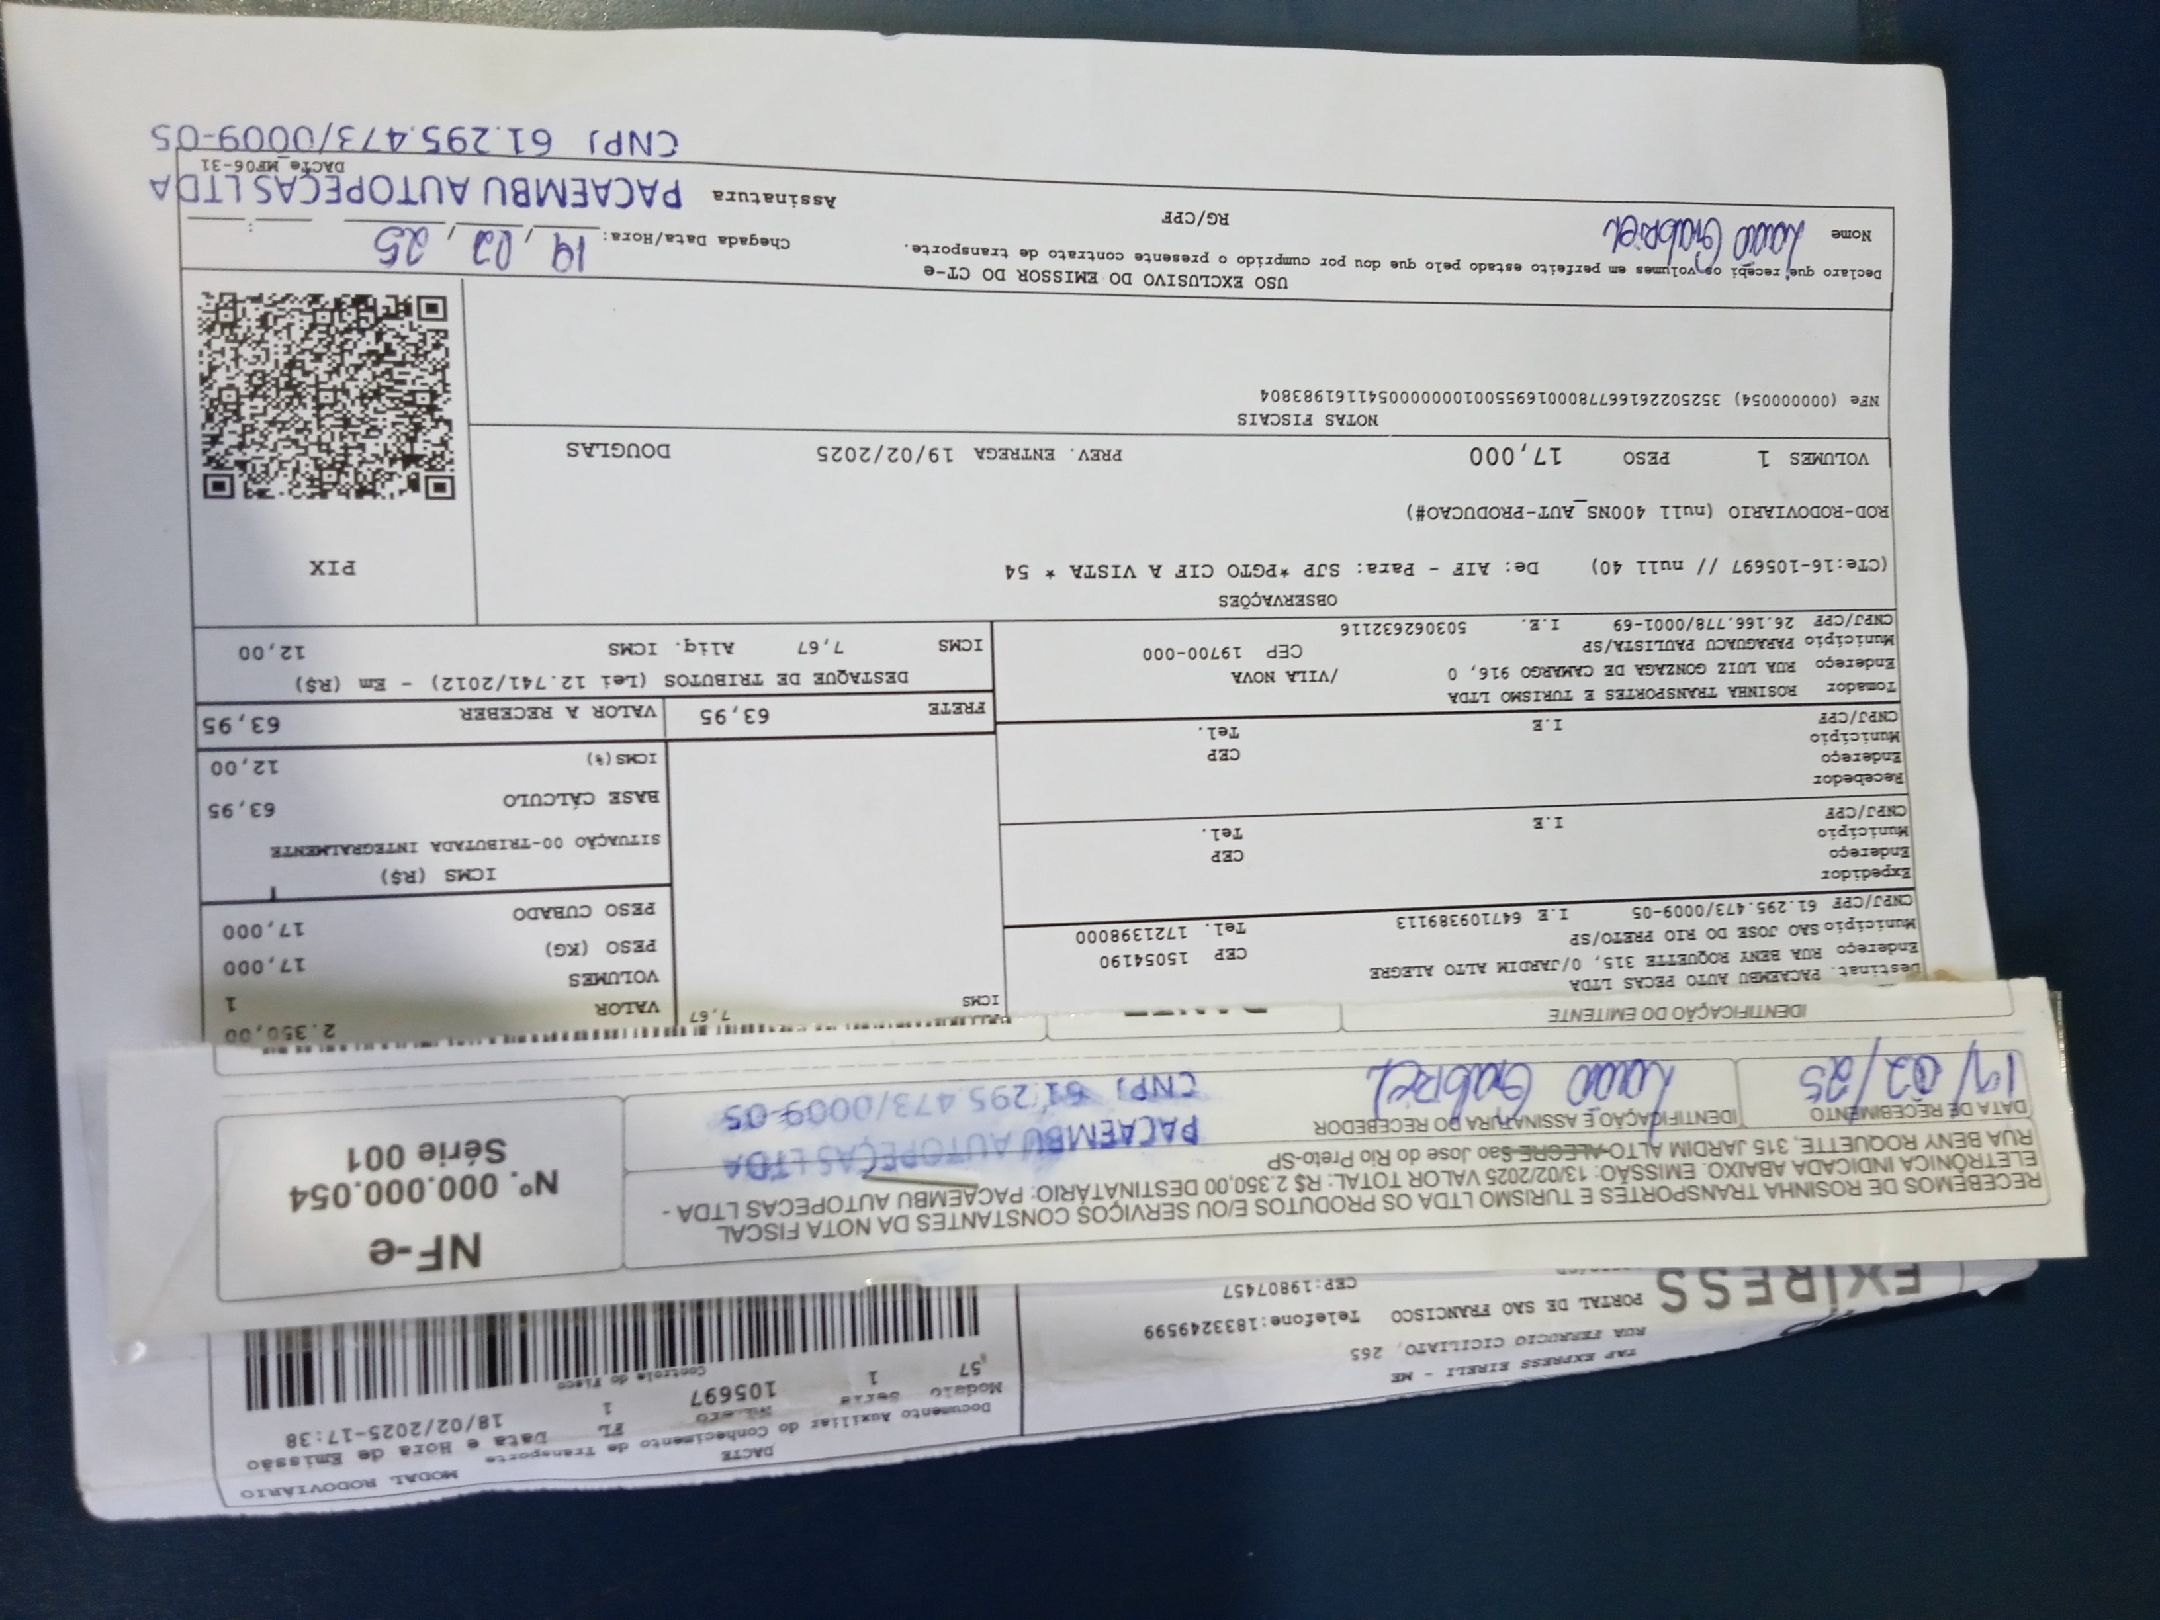 DACTE
MODAL RODOVIÁRIO
Documento Auxiliar do Conhecimento de Transporte
Modelo Serie FL Data e Hora de Emissão
57 1 105697 1 18/02/2025-17:38
Controle do Fisco
TAF EXPRESS EIRELI - ME
RUA FERRUCIO CICILIATO, 265
PORTAL DE SAO FRANCISCO Telefone:1833249599
CEP:19807457
EXPRESS
RECEBEMOS DE ROSINHA TRANSPORTES E TURISMO LTDA OS PRODUTOS E/OU SERVIÇOS CONSTANTES DA NOTA FISCAL
ELETRÔNICA INDICADA ABAIXO. EMISSÃO: 13/02/2025 VALOR TOTAL: R$ 2.350,00 DESTINATÁRIO: PACAEMBU AUTOPECAS LTDA -
RUA BENY ROQUETTE, 315 JARDIM ALTO ALEGRE Sao Jose do Rio Preto-SP
NF-e
Nº. 000.000.054
Série 001
DATA DE RECEBIMENTO
IDENTIFICAÇÃO E ASSINATURA DO RECEBEDOR
19/02/25
Gabriel
PACAEMBU AUTOPEÇAS LTDA
CNPJ 61.295.473/0009-05
IDENTIFICAÇÃO DO EMITENTE
Destinat. PACAEMBU AUTO PECAS LTDA
Endereço RUA BENY ROQUETTE 315, 0/JARDIM ALTO ALEGRE CEP 15054190
Município SAO JOSE DO RIO PRETO/SP Tel. 1721398000
CNPJ/CPF 61.295.473/0009-05 I.E 647109389113
Expedidor
Endereço CEP
Município Tel.
CNPJ/CPF I.E
Recebedor
Endereço CEP
Município Tel.
CNPJ/CPF I.E
Tomador ROSINHA TRANSPORTES E TURISMO LTDA
Endereço RUA LUIZ GONZAGA DE CAMARGO 916, 0 /VILA NOVA
Município PARAGUACU PAULISTA/SP CEP 19700-000
CNPJ/CPF 26.166.778/0001-69 I.E. 503062632116
ICMS 7,67
VALOR 2.350,00
VOLUMES 1
PESO (KG) 17,000
PESO CUBADO 17,000
ICMS (R$)
SITUAÇÃO 00-TRIBUTADA INTEGRALMENTE
BASE CÁLCULO 63,95
ICMS(%) 12,00
FRETE 63,95 VALOR A RECEBER 63,95
DESTAQUE DE TRIBUTOS (Lei 12.741/2012) - Em (R$)
ICMS 7,67 Aliq. ICMS 12,00
OBSERVAÇÕES
(CTe:16-105697 // null 40) De: AIF - Para: SJP *PGTO CIF A VISTA * 54
ROD-RODOVIARIO (null 400NS_AUT-PRODUCAO#)
PIX
VOLUMES 1 PESO 17,000 PREV. ENTREGA 19/02/2025 DOUGLAS
NOTAS FISCAIS
NFe (00000054) 35250226166778000169550010000000541161983804
USO EXCLUSIVO DO EMISSOR DO CT-e
Declaro que recebi os volumes em perfeito estado pelo que dou por cumprido o presente contrato de transporte.
Chegada Data/Hora: 19/02/25 :
Nome Gabriel RG/CPF Assinatura
PACAEMBU AUTOPEÇAS LTDA
DACTe_MF06-31
CNPJ 61.295.473/0009-05